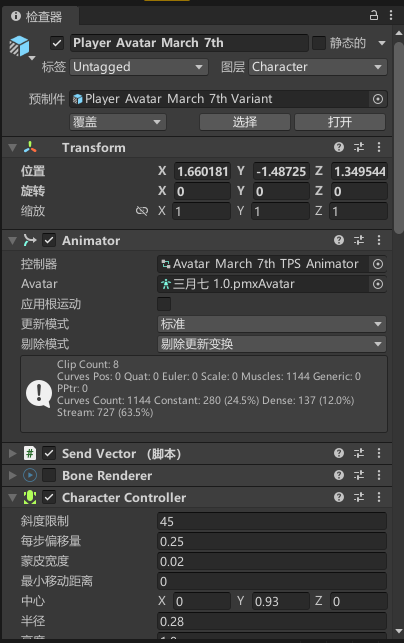 检查器
Player Avatar March 7th 静态的
标签 Untagged 图层 Character
预制件 Player Avatar March 7th Variant
覆盖 选择 打开
Transform
位置 X 1.660181 Y -1.48725 Z 1.349544
旋转 X 0 Y 0 Z 0
缩放 X 1 Y 1 Z 1
Animator
控制器 Avatar March 7th TPS Animator
Avatar 三月七 1.0.pmxAvatar
应用根运动
更新模式 标准
剔除模式 剔除更新变换
Clip Count: 8
Curves Pos: 0 Quat: 0 Euler: 0 Scale: 0 Muscles: 1144 Generic: 0
PPtr: 0
Curves Count: 1144 Constant: 280 (24.5%) Dense: 137 (12.0%)
Stream: 727 (63.5%)
# Send Vector （脚本）
Bone Renderer
Character Controller
斜度限制 45
每步偏移量 0.25
蒙皮宽度 0.02
最小移动距离 0
中心 X 0 Y 0.93 Z 0
半径 0.28